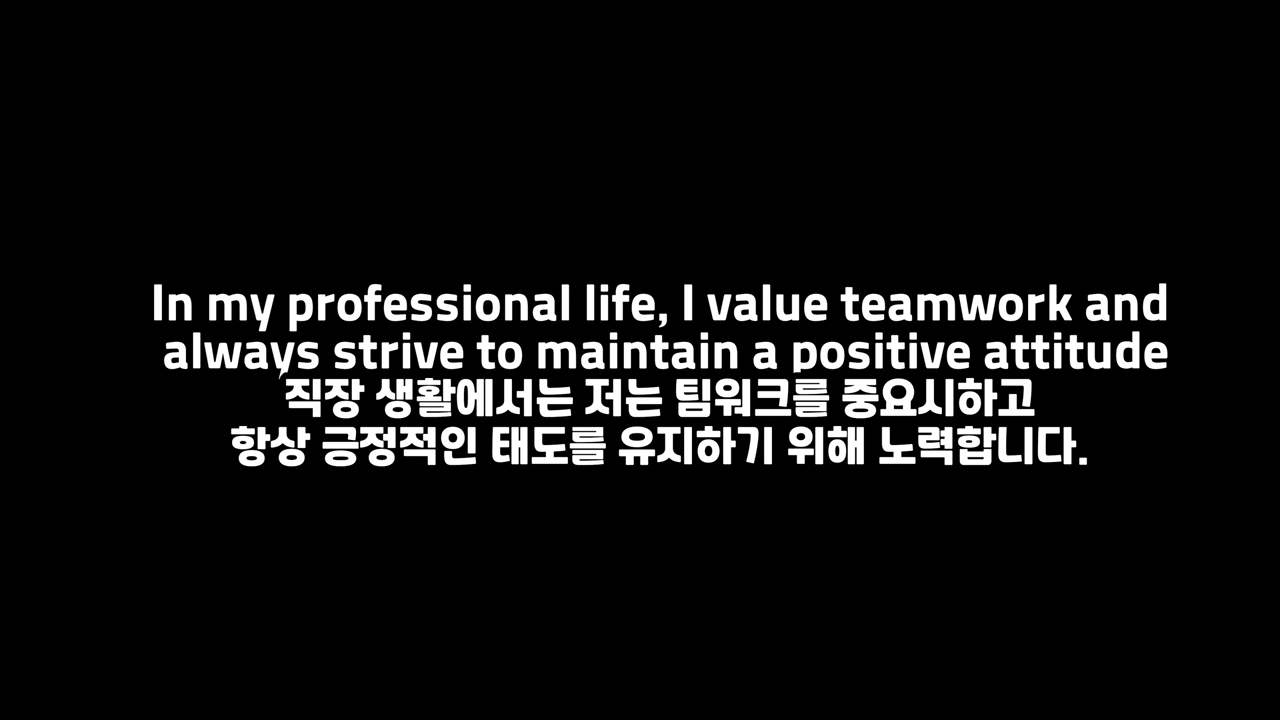 In my professional life, I value teamwork and
always strive to maintain a positive attitude
직장 생활에서는 저는 팀워크를 중요시하고
항상 긍정적인 태도를 유지하기 위해 노력합니다.